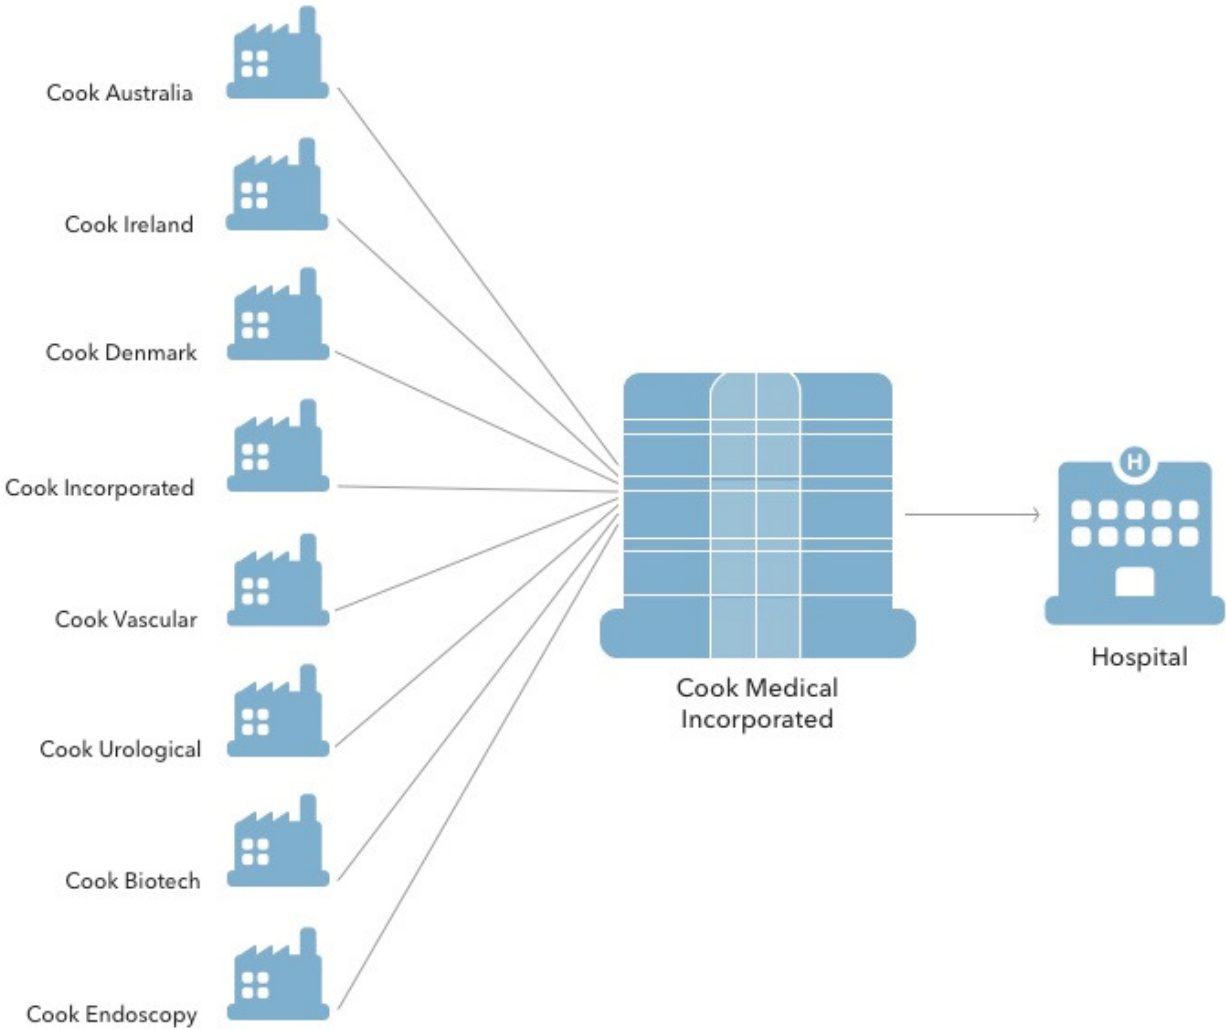 Cook Australia
Cook Ireland
Cook Denmark
Cook Incorporated
Cook Vascular
Cook Urological
Cook Biotech
Cook Endoscopy
Cook Medical
Incorporated
H
Hospital